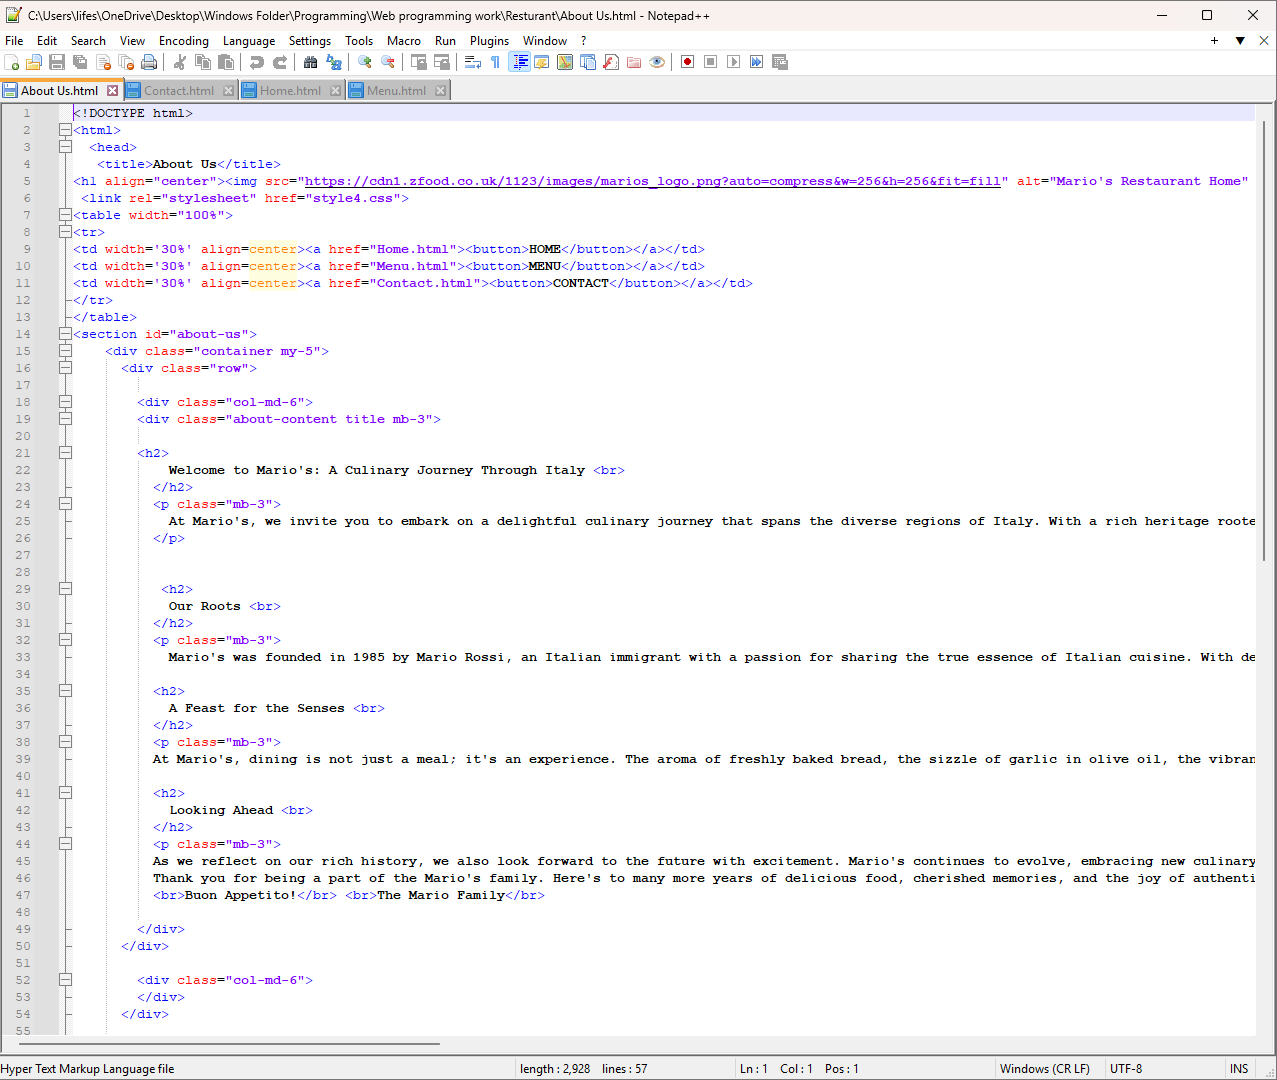 C:\Users\lifes\OneDrive\Desktop\Windows Folder\Programming\Web programming work\Resturant\About Us.html - Notepad++
File Edit Search View Encoding Language Settings Tools Macro Run Plugins Window ?
About Us.html Contact.html Home.html Menu.html
1 <!DOCTYPE html>
2 <html>
3 <head>
4 <title>About Us</title>
5 <h1 align="center"><img src="https://cdn1.zfood.co.uk/1123/images/marios_logo.png?auto=compress&w=256&h=256&fit=fill" alt="Mario's Restaurant Home"
6 <link rel="stylesheet" href="style4.css">
7 <table width="100%">
8 <tr>
9 <td width='30%' align=center><a href="Home.html"><button>HOME</button></a></td>
10 <td width='30%' align=center><a href="Menu.html"><button>MENU</button></a></td>
11 <td width='30%' align=center><a href="Contact.html"><button>CONTACT</button></a></td>
12 </tr>
13 </table>
14 <section id="about-us">
15 <div class="container my-5">
16 <div class="row">
17
18 <div class="col-md-6">
19 <div class="about-content title mb-3">
20
21 <h2>
22 Welcome to Mario's: A Culinary Journey Through Italy <br>
23 </h2>
24 <p class="mb-3">
25 At Mario's, we invite you to embark on a delightful culinary journey that spans the diverse regions of Italy. With a rich heritage roote
26 </p>
27
28
29 <h2>
30 Our Roots <br>
31 </h2>
32 <p class="mb-3">
33 Mario's was founded in 1985 by Mario Rossi, an Italian immigrant with a passion for sharing the true essence of Italian cuisine. With de
34
35 <h2>
36 A Feast for the Senses <br>
37 </h2>
38 <p class="mb-3">
39 At Mario's, dining is not just a meal; it's an experience. The aroma of freshly baked bread, the sizzle of garlic in olive oil, the vibran
40
41 <h2>
42 Looking Ahead <br>
43 </h2>
44 <p class="mb-3">
45 As we reflect on our rich history, we also look forward to the future with excitement. Mario's continues to evolve, embracing new culinary
46 Thank you for being a part of the Mario's family. Here's to many more years of delicious food, cherished memories, and the joy of authenti
47 <br>Buon Appetito!</br> <br>The Mario Family</br>
48
49 </div>
50 </div>
51
52 <div class="col-md-6">
53 </div>
54 </div>
55
Hyper Text Markup Language file length : 2,928 lines : 57 Ln : 1 Col : 1 Pos : 1 Windows (CR LF) UTF-8 INS